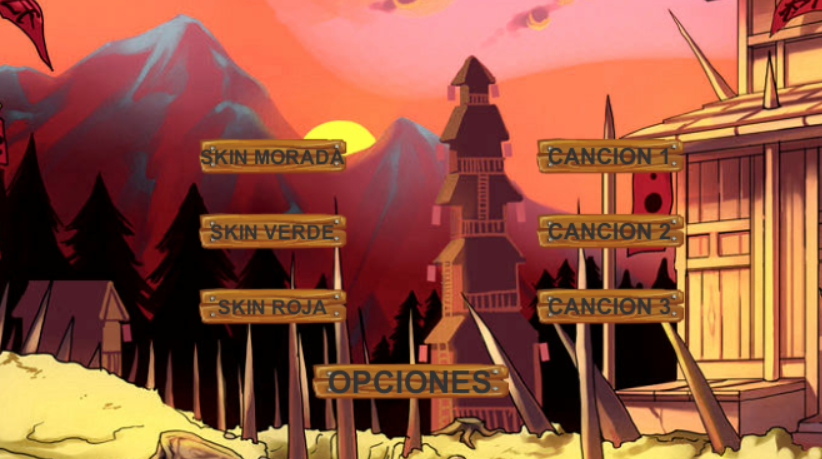 SKIN MORADA
CANCION 1
SKIN VERDE
CANCION 2
SKIN ROJA
CANCION 3
OPCIONES